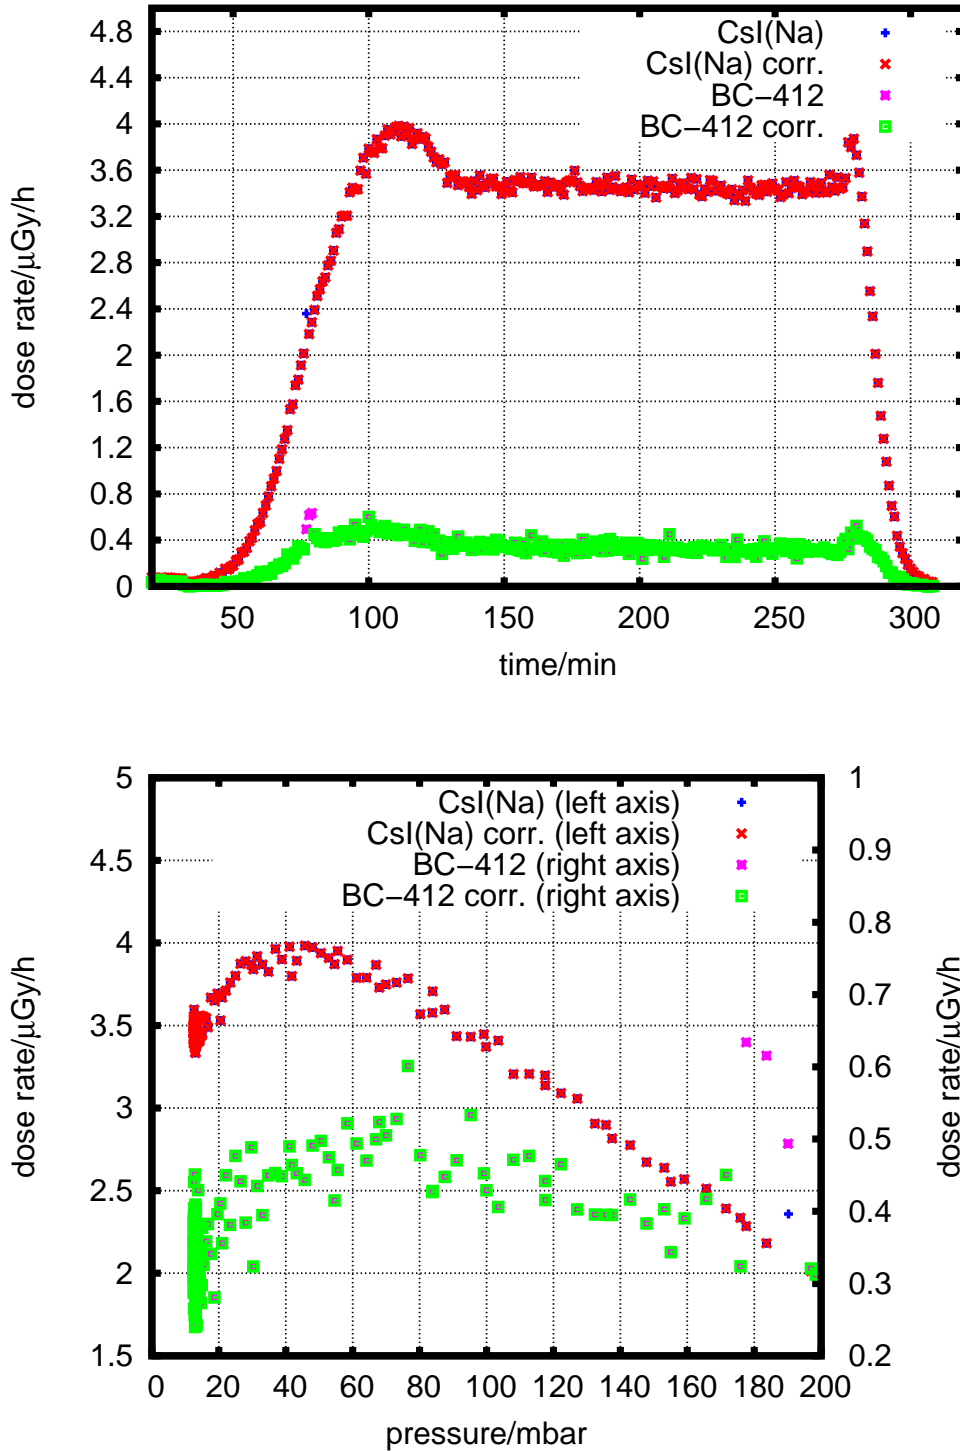 4.8
4.4
4
3.6
3.2
2.8
2.4
2
1.6
1.2
0.8
0.4
0
dose rate/μGy/h
CsI(Na)
CsI(Na) corr.
BC−412
BC−412 corr.
50 100 150 200 250 300
time/min
5
4.5
4
3.5
3
2.5
2
1.5
dose rate/μGy/h
CsI(Na) (left axis)
CsI(Na) corr. (left axis)
BC−412 (right axis)
BC−412 corr. (right axis)
1
0.9
0.8
0.7
0.6
0.5
0.4
0.3
0.2
dose rate/μGy/h
0 20 40 60 80 100 120 140 160 180 200
pressure/mbar